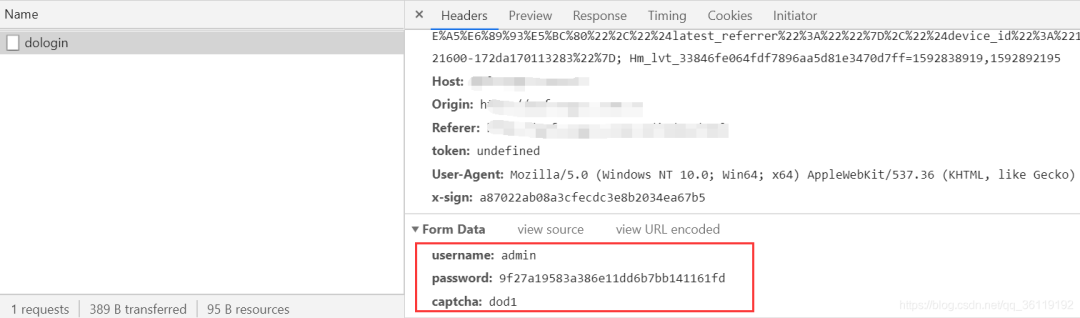 Name
dologin
1 requests 389 B transferred 95 B resources
× Headers Preview Response Timing Cookies Initiator
E%A5%E6%89%93%E5%BC%80%22%2C%22%24latest_referrer%22%3A%22%22%7D%2C%22%24device_id%22%3A%221
21600-172da170113283%22%7D; Hm_lvt_33846fe064fdf7896aa5d81e3470d7ff=1592838919,1592892195
Host:
Origin:
Referer:
token: undefined
User-Agent: Mozilla/5.0 (Windows NT 10.0; Win64; x64) AppleWebKit/537.36 (KHTML, like Gecko)
x-sign: a87022ab08a3cfecdc3e8b2034ea67b5
Form Data view source view URL encoded
username: admin
password: 9f27a19583a386e11dd6b7bb141161fd
captcha: dod1
https://blog.csdn.net/qq_36119192